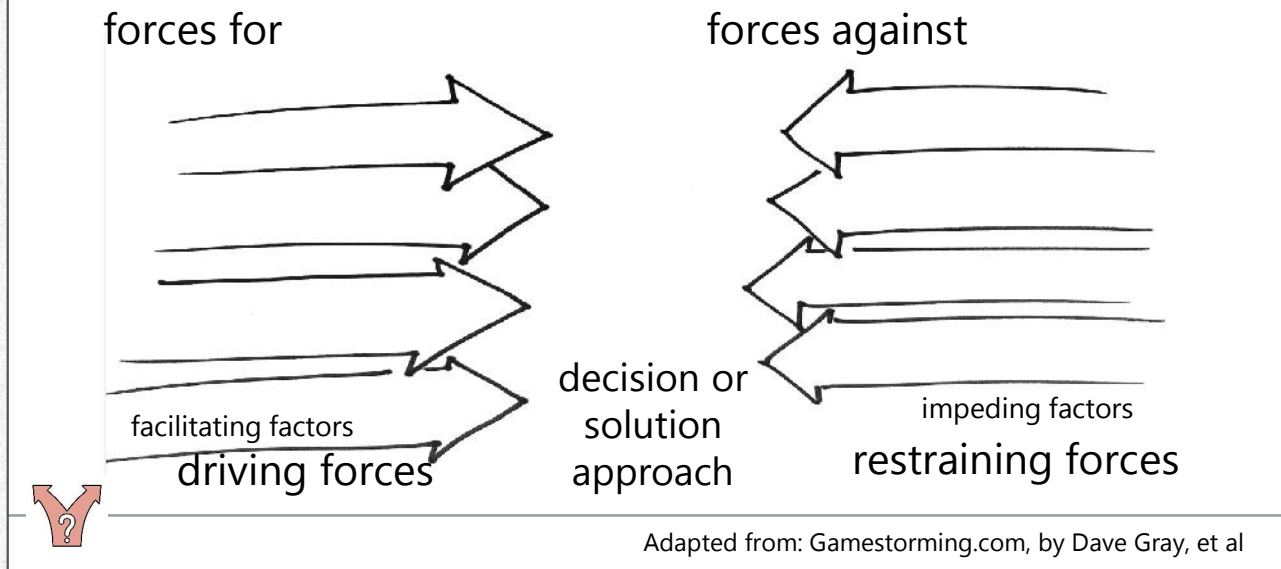 forces for
forces against
facilitating factors
driving forces
decision or
solution
approach
impeding factors
restraining forces
?
Adapted from: Gamestorming.com, by Dave Gray, et al